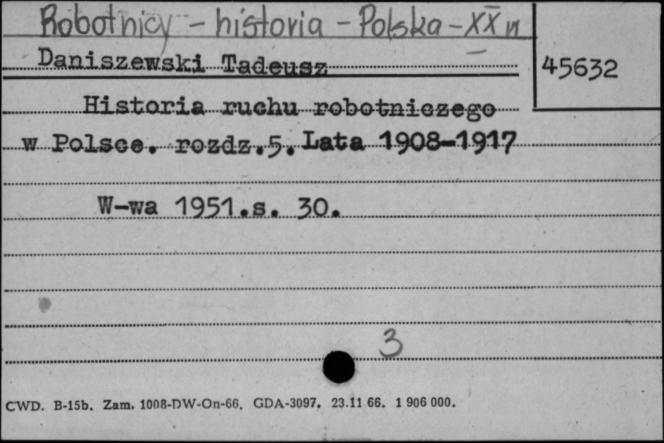 Robotnicy - historia - Polska - XX w
Daniszewski Tadeusz
45632
Historia ruchu robotniczego
w Polsce. rozdz.5. Lata 1908-1917
W-wa 1951.s. 30.
3
CWD. B-15b. Zam. 1008-DW-On-66. GDA-3097. 23.11 66. 1 906 000.